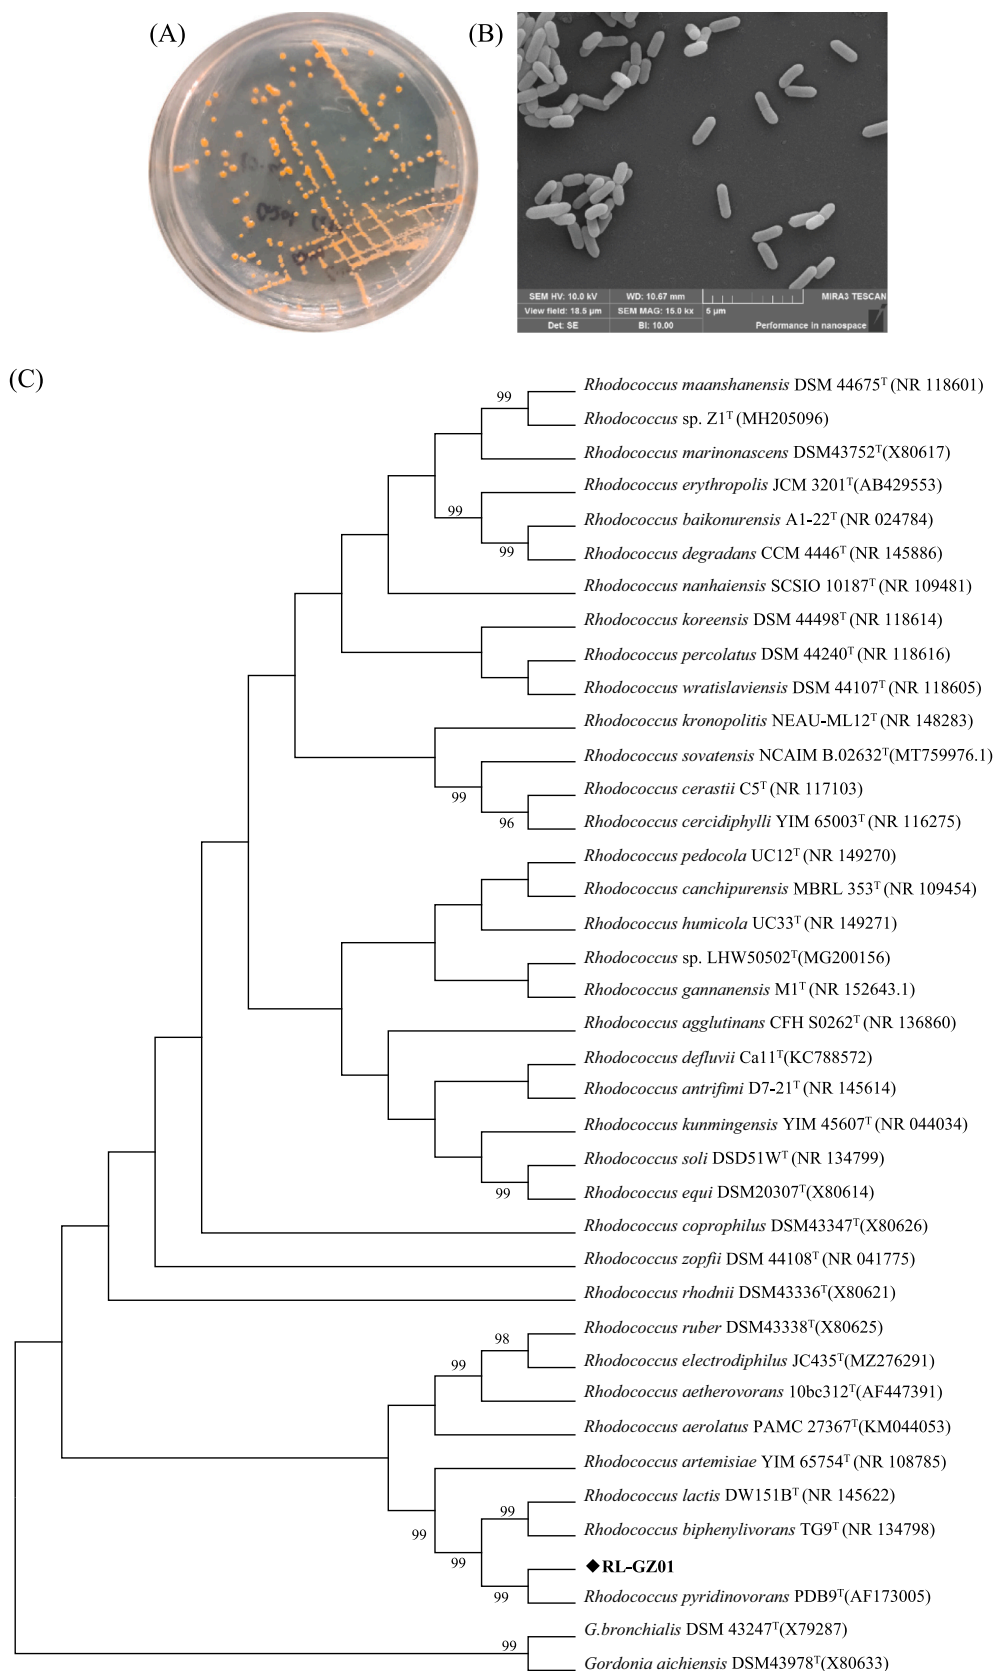 (A)
(B)
SEM HV: 10.0 kV WD: 10.67 mm MIRA3 TESCAN
View field: 18.5 µm SEM MAG: 15.0 kx 5 µm
Det: SE BI: 10.00 Performance in nanospace
(C)
99
Rhodococcus maanshanensis DSM 44675ᵀ (NR 118601)
Rhodococcus sp. Z1ᵀ (MH205096)
Rhodococcus marinonascens DSM43752ᵀ(X80617)
Rhodococcus erythropolis JCM 3201ᵀ(AB429553)
99
Rhodococcus baikonurensis A1-22ᵀ (NR 024784)
99
Rhodococcus degradans CCM 4446ᵀ (NR 145886)
Rhodococcus nanhaiensis SCSIO 10187ᵀ (NR 109481)
Rhodococcus koreensis DSM 44498ᵀ (NR 118614)
Rhodococcus percolatus DSM 44240ᵀ (NR 118616)
Rhodococcus wratislaviensis DSM 44107ᵀ (NR 118605)
Rhodococcus kronopolitis NEAU-ML12ᵀ (NR 148283)
Rhodococcus sovatensis NCAIM B.02632ᵀ(MT759976.1)
99
Rhodococcus cerastii C5ᵀ (NR 117103)
96
Rhodococcus cercidiphylli YIM 65003ᵀ (NR 116275)
Rhodococcus pedocola UC12ᵀ (NR 149270)
Rhodococcus canchipurensis MBRL 353ᵀ (NR 109454)
Rhodococcus humicola UC33ᵀ (NR 149271)
Rhodococcus sp. LHW50502ᵀ(MG200156)
Rhodococcus gannanensis M1ᵀ (NR 152643.1)
Rhodococcus agglutinans CFH S0262ᵀ (NR 136860)
Rhodococcus defluvii Ca11ᵀ(KC788572)
Rhodococcus antrifimi D7-21ᵀ (NR 145614)
Rhodococcus kunmingensis YIM 45607ᵀ (NR 044034)
Rhodococcus soli DSD51Wᵀ (NR 134799)
99
Rhodococcus equi DSM20307ᵀ(X80614)
Rhodococcus coprophilus DSM43347ᵀ(X80626)
Rhodococcus zopfii DSM 44108ᵀ (NR 041775)
Rhodococcus rhodnii DSM43336ᵀ(X80621)
Rhodococcus ruber DSM43338ᵀ(X80625)
98
99
Rhodococcus electrodiphilus JC435ᵀ(MZ276291)
Rhodococcus aetherovorans 10bc312ᵀ(AF447391)
Rhodococcus aerolatus PAMC 27367ᵀ(KM044053)
Rhodococcus artemisiae YIM 65754ᵀ (NR 108785)
Rhodococcus lactis DW151Bᵀ (NR 145622)
99
99
Rhodococcus biphenylivorans TG9ᵀ (NR 134798)
99
◆RL-GZ01
99
Rhodococcus pyridinovorans PDB9ᵀ(AF173005)
G.bronchialis DSM 43247ᵀ(X79287)
99
Gordonia aichiensis DSM43978ᵀ(X80633)